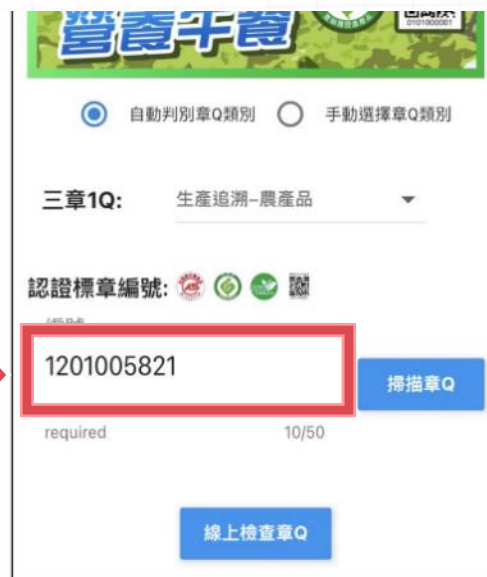 營養午餐
0101000001
自動判別章Q類別 手動選擇章Q類別
三章1Q: 生產追溯-農產品
認證標章編號:
1201005821
掃描章Q
required 10/50
線上檢查章Q